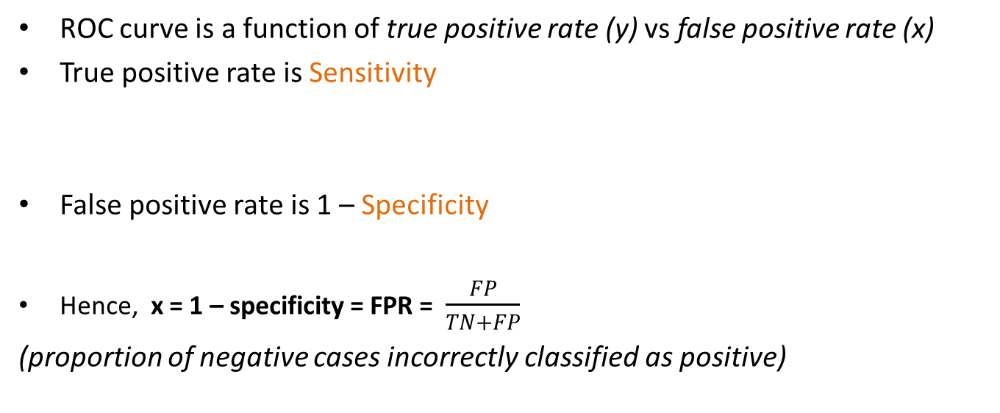 • ROC curve is a function of true positive rate (y) vs false positive rate (x)
• True positive rate is Sensitivity
• False positive rate is 1 – Specificity
• Hence, x = 1 – specificity = FPR = FP / TN+FP
(proportion of negative cases incorrectly classified as positive)